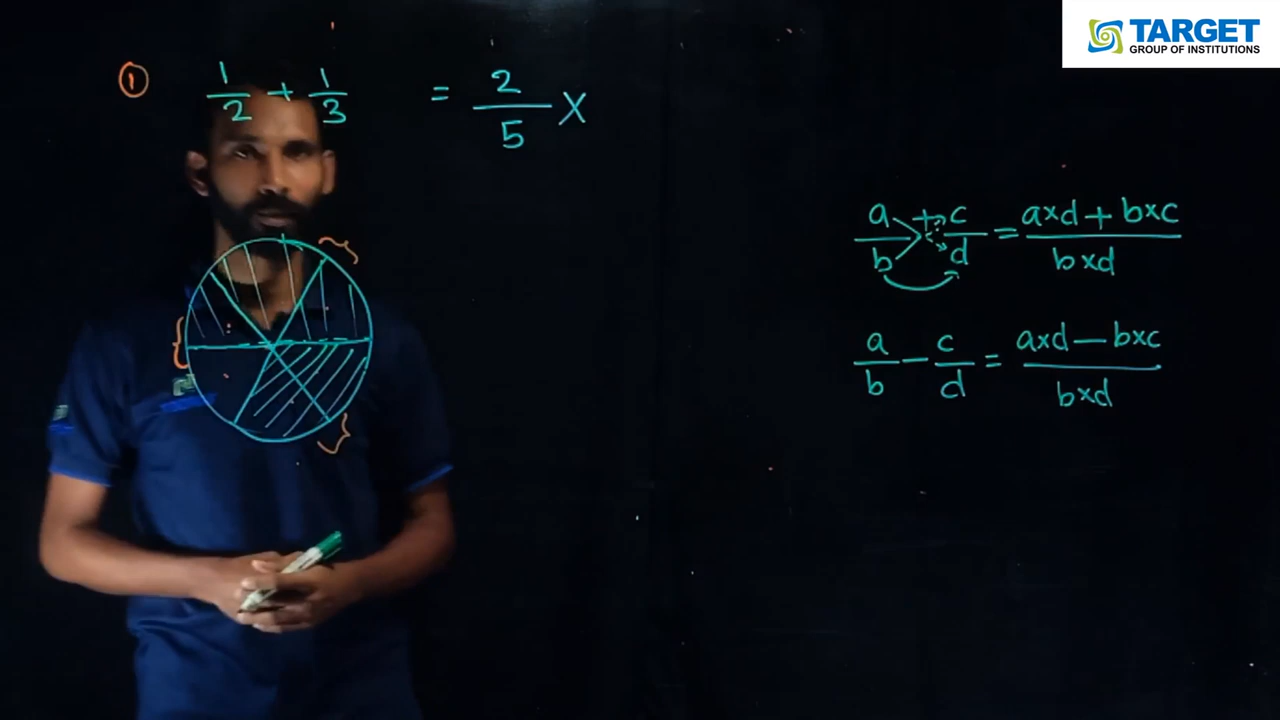 TARGET
GROUP OF INSTITUTIONS
① 1/2 + 1/3 = 2/5 X
a/b + c/d = a×d + b×c / b×d
a/b − c/d = a×d − b×c / b×d